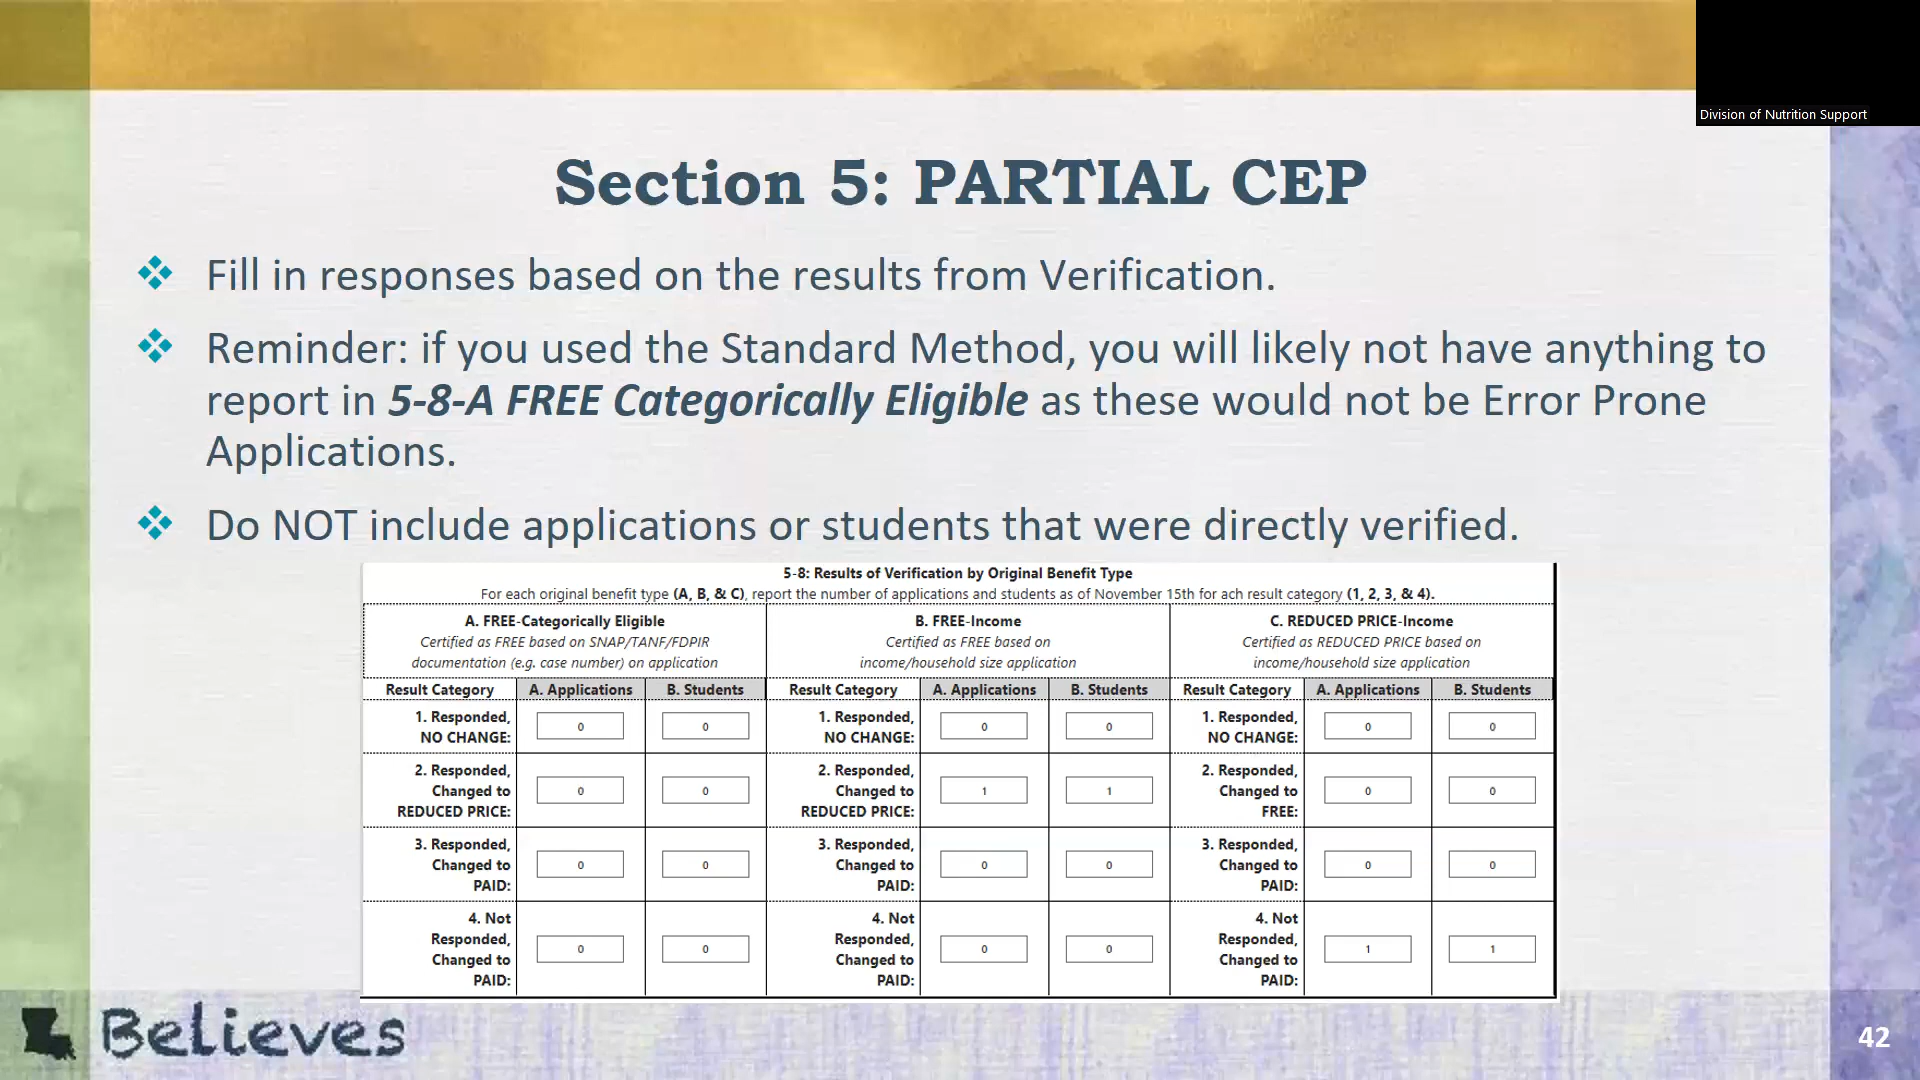 Division of Nutrition Support
Section 5: PARTIAL CEP
Fill in responses based on the results from Verification.
Reminder: if you used the Standard Method, you will likely not have anything to
report in 5-8-A FREE Categorically Eligible as these would not be Error Prone
Applications.
Do NOT include applications or students that were directly verified.
5-8: Results of Verification by Original Benefit Type
For each original benefit type (A, B, & C), report the number of applications and students as of November 15th for ach result category (1, 2, 3, & 4).
A. FREE-Categorically Eligible
Certified as FREE based on SNAP/TANF/FDPIR
documentation (e.g. case number) on application
B. FREE-Income
Certified as FREE based on
income/household size application
C. REDUCED PRICE-Income
Certified as REDUCED PRICE based on
income/household size application
Result Category A. Applications B. Students Result Category A. Applications B. Students Result Category A. Applications B. Students
1. Responded,
NO CHANGE:
0 0
1. Responded,
NO CHANGE:
0 0
1. Responded,
NO CHANGE:
0 0
2. Responded,
Changed to
REDUCED PRICE:
0 0
2. Responded,
Changed to
REDUCED PRICE:
1 1
2. Responded,
Changed to
FREE:
0 0
3. Responded,
Changed to
PAID:
0 0
3. Responded,
Changed to
PAID:
0 0
3. Responded,
Changed to
PAID:
0 0
4. Not
Responded,
Changed to
PAID:
0 0
4. Not
Responded,
Changed to
PAID:
0 0
4. Not
Responded,
Changed to
PAID:
1 1
Believes
42